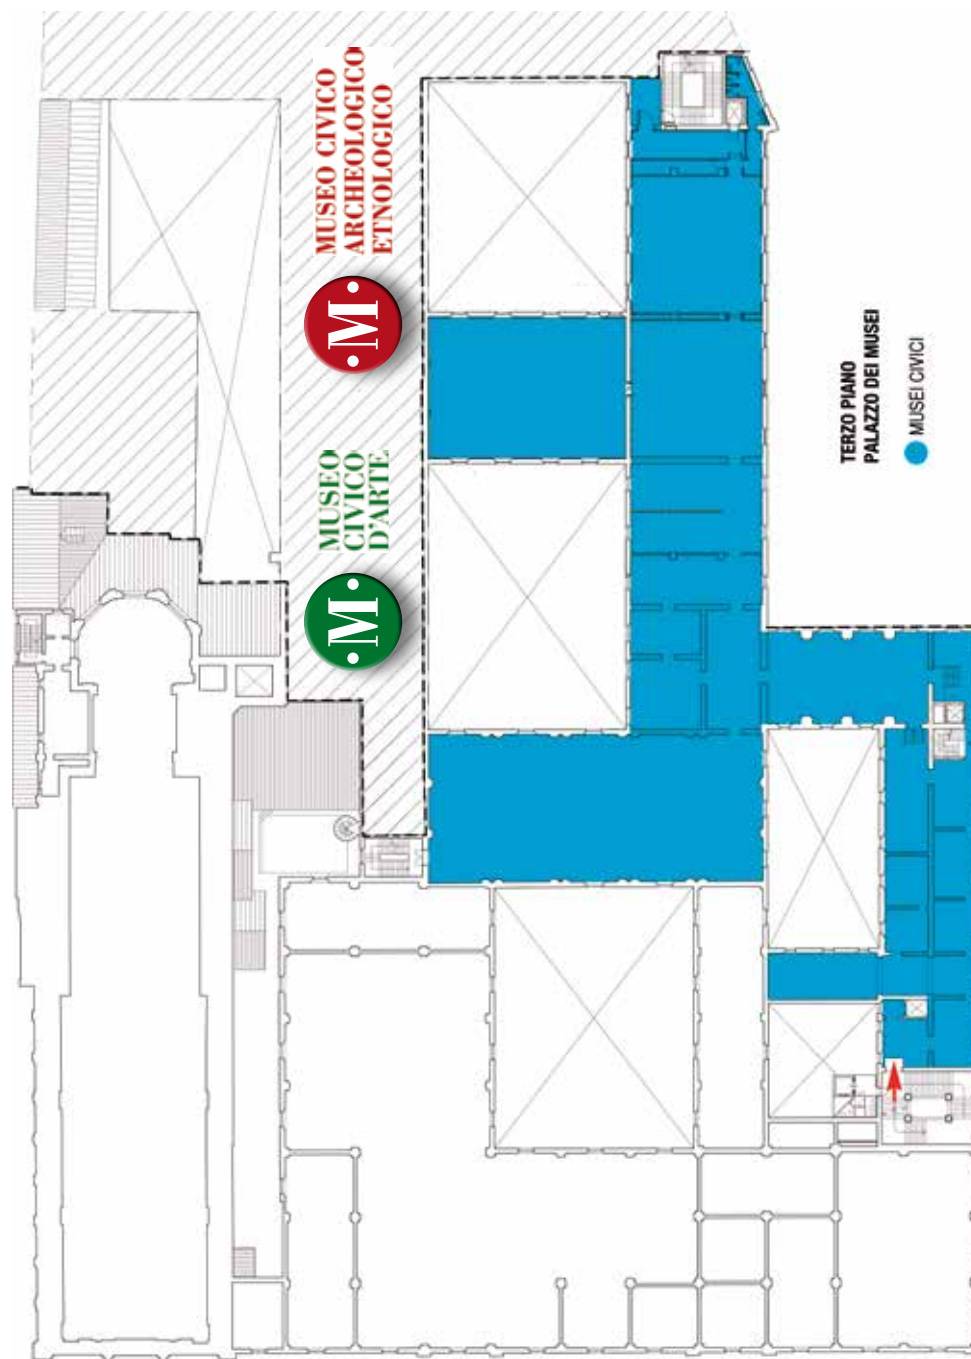 MUSEO CIVICO
ARCHEOLOGICO
ETNOLOGICO
·M·
MUSEO
CIVICO
D'ARTE
·M·
TERZO PIANO
PALAZZO DEI MUSEI
MUSEI CIVICI